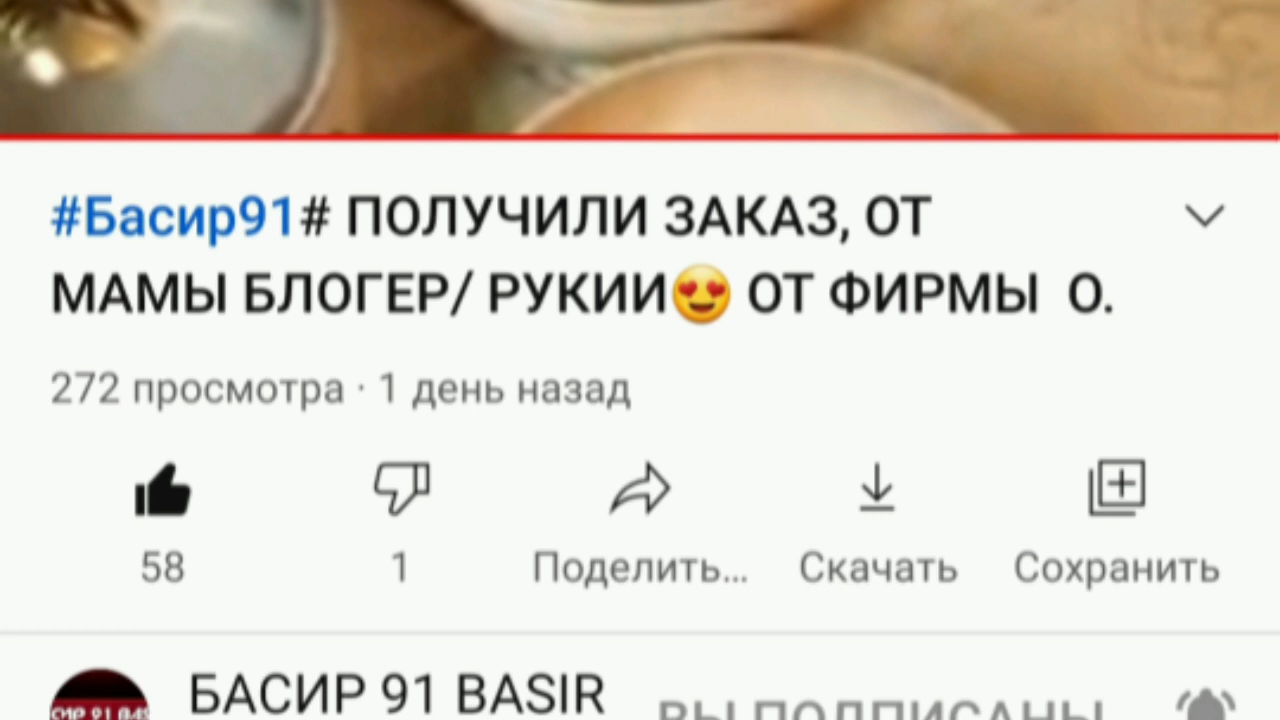 #Басир91# ПОЛУЧИЛИ ЗАКАЗ, ОТ
МАМЫ БЛОГЕР/ РУКИИ😍 ОТ ФИРМЫ О.
272 просмотра · 1 день назад
58
1
Поделить...
Скачать
Сохранить
БАСИР 91 BASIR
ВЫ ПОДПИСАНЫ